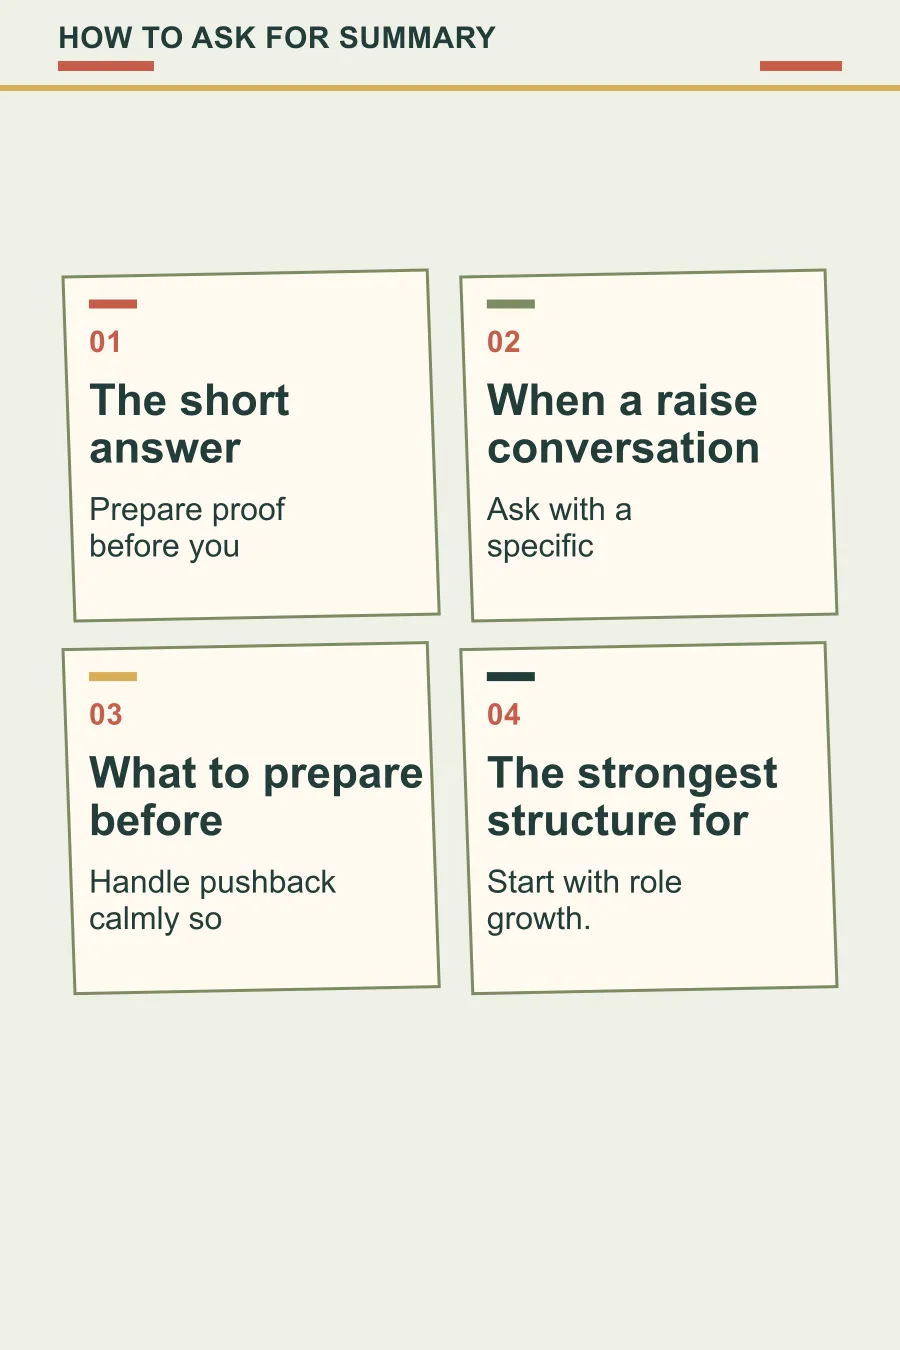 HOW TO ASK FOR SUMMARY
01
The short
answer
Prepare proof
before you
02
When a raise
conversation
Ask with a
specific
03
What to prepare
before
Handle pushback
calmly so
04
The strongest
structure for
Start with role
growth.